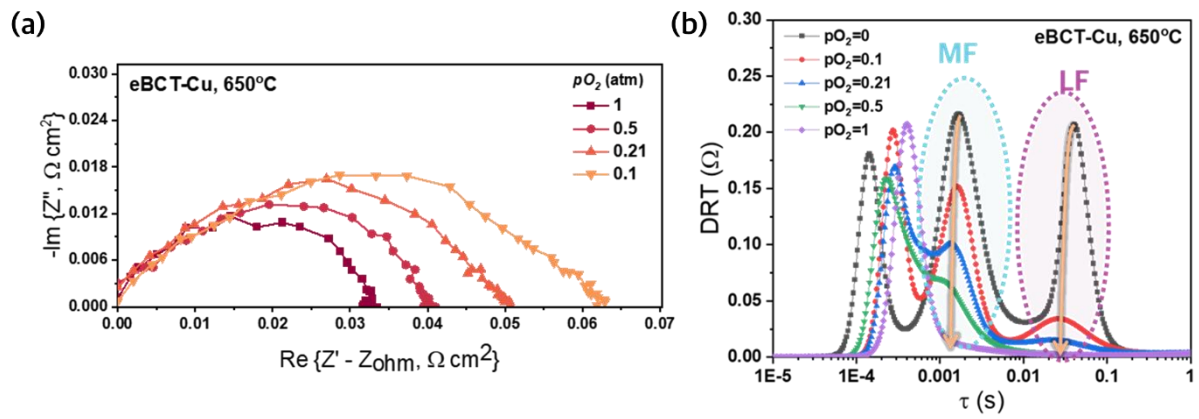 (a)
eBCT-Cu, 650°C
pO₂ (atm)
1
0.5
0.21
0.1
-Im {Z", Ω cm²}
0.030
0.024
0.018
0.012
0.006
0.000
0.00 0.01 0.02 0.03 0.04 0.05 0.06 0.07
Re {Z' - Zohm, Ω cm²}
(b)
eBCT-Cu, 650°C
pO₂=0
pO₂=0.1
pO₂=0.21
pO₂=0.5
pO₂=1
MF
LF
DRT (Ω)
0.30
0.25
0.20
0.15
0.10
0.05
0.00
1E-5 1E-4 0.001 0.01 0.1 1
τ (s)